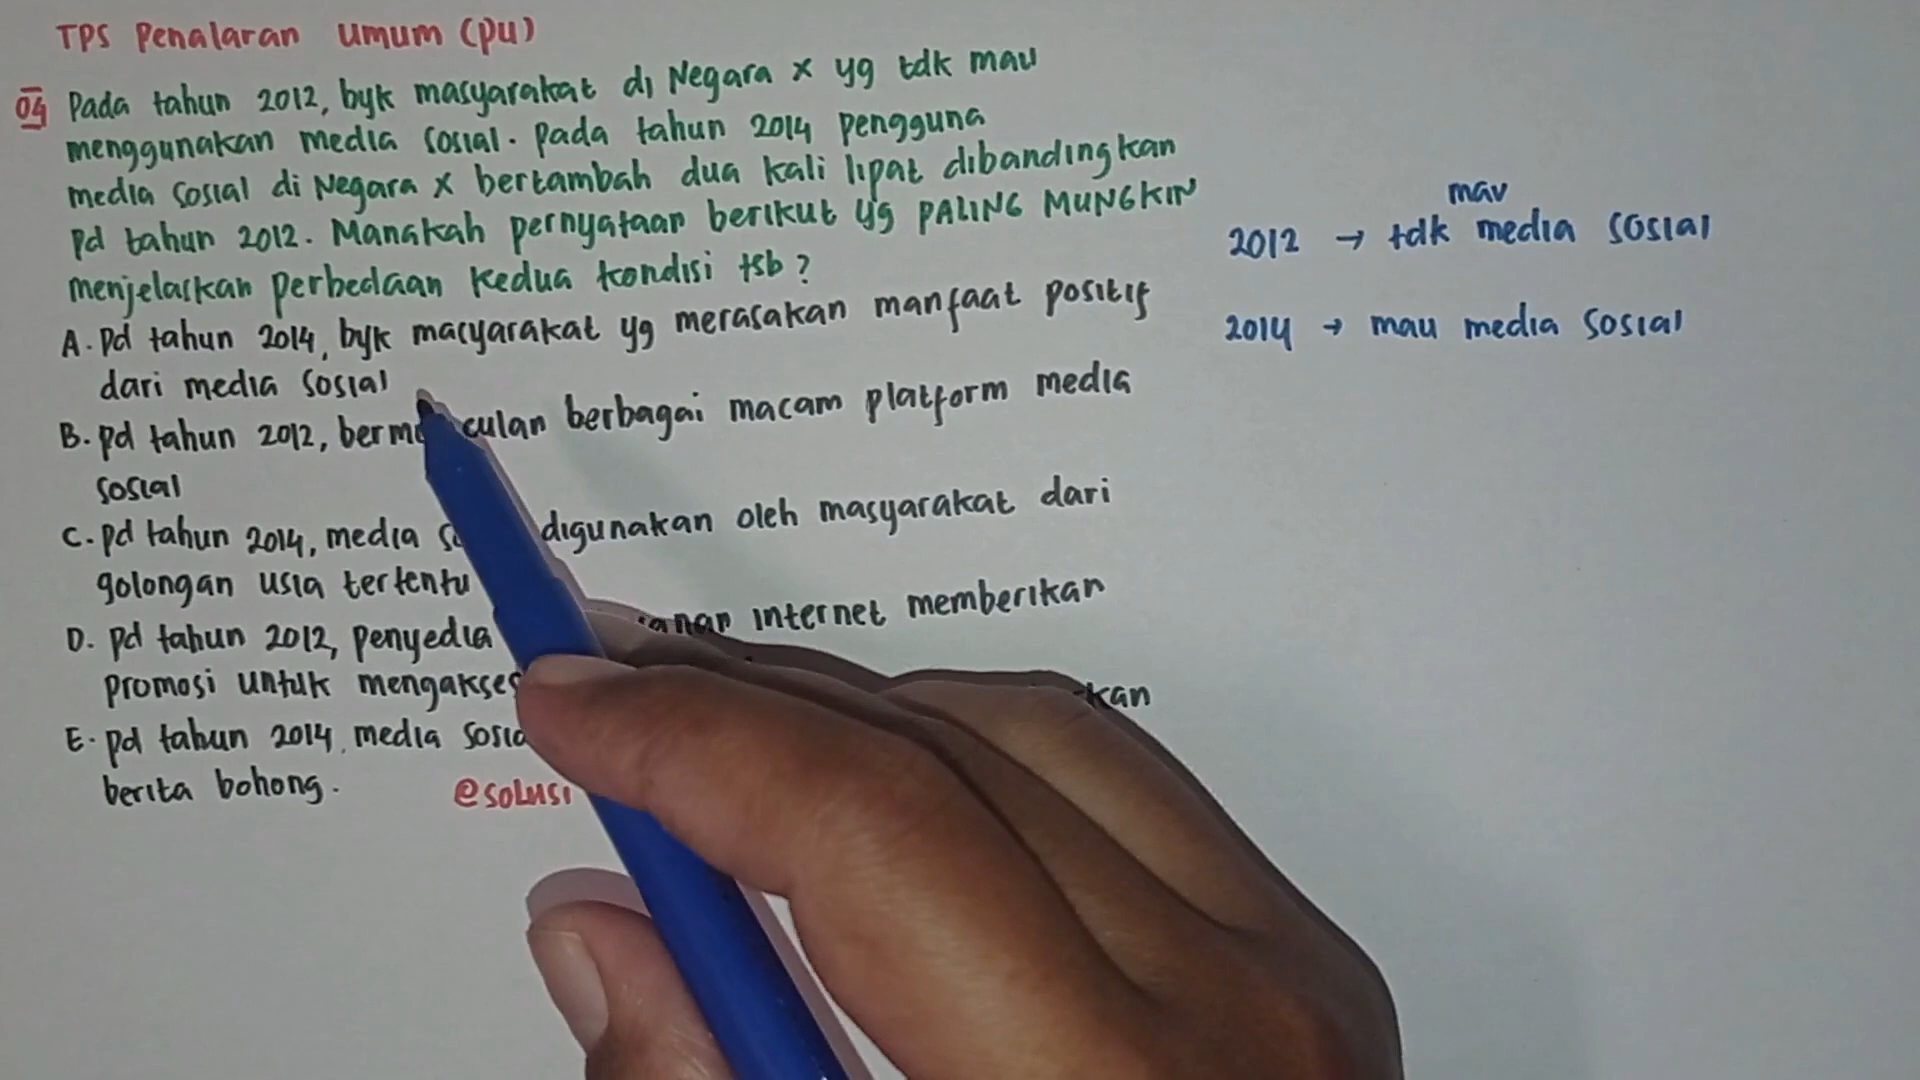 TPS Penalaran Umum (PU)
04 Pada tahun 2012, byk masyarakat di Negara x yg tdk mau
menggunakan media sosial. pada tahun 2014 pengguna
media sosial di Negara x bertambah dua kali lipat dibandingkan
pd tahun 2012. Manakah pernyataan berikut yg PALING MUNGKIN
menjelaskan perbedaan kedua kondisi tsb?
A. Pd tahun 2014, byk masyarakat yg merasakan manfaat positif
dari media sosial
B. pd tahun 2012, berbagai macam platform media
sosial
C. pd tahun 2014, media digunakan oleh masyarakat dari
golongan usia tertentu
D. pd tahun 2012, penyedia internet memberikan
promosi untuk
E. pd tahun 2014, media
berita bohong.
@solusi
mau
2012 → tdk media sosial
2014 → mau media sosial